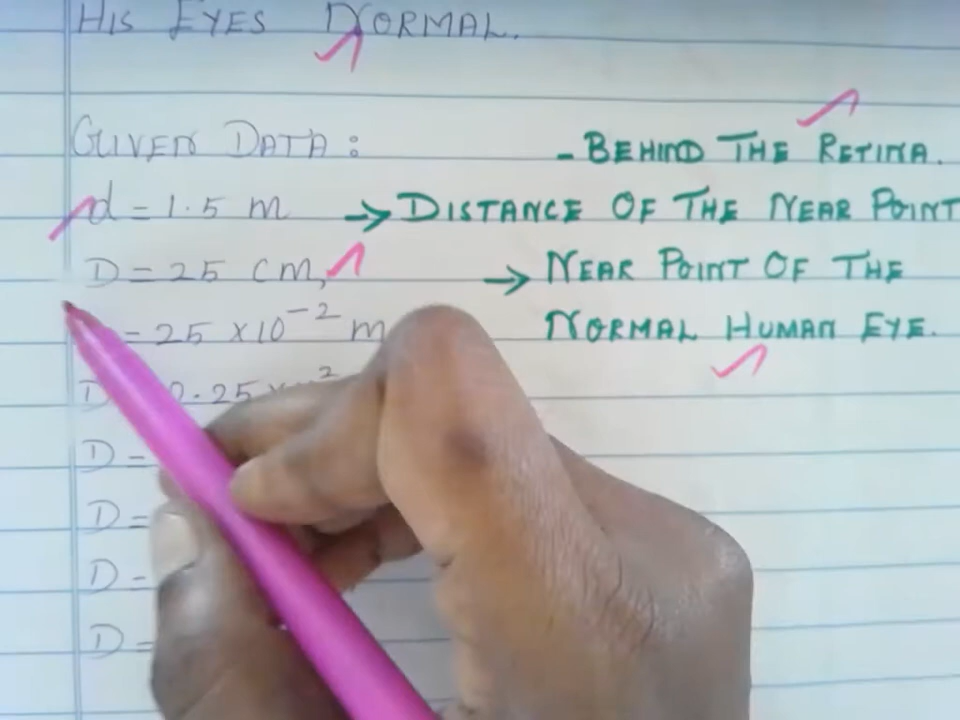 HIS EYES NORMAL.
GIVEN DATA: - BEHIND THE RETINA.
d = 1.5 m → DISTANCE OF THE NEAR POINT
D = 25 cm, → NEAR POINT OF THE
= 25 × 10⁻² m NORMAL HUMAN EYE.
D .25
D =
D =
D =
D =